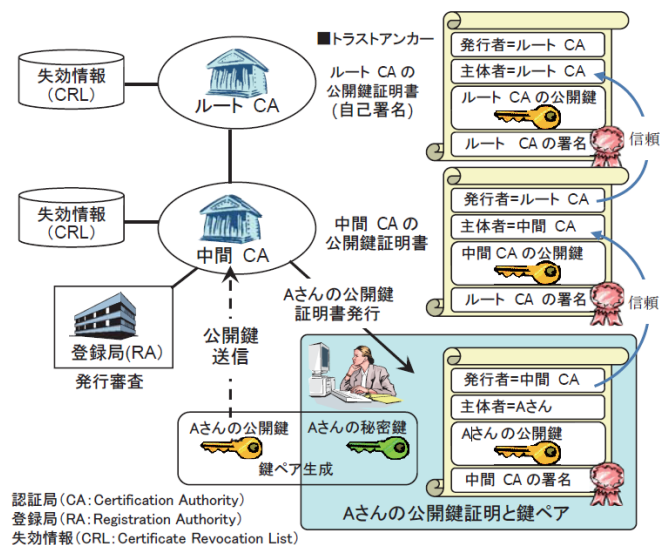 失効情報
(CRL)
ルート CA
■トラストアンカー
ルート CA の
公開鍵証明書
(自己署名)
発行者=ルート CA
主体者=ルート CA
ルート CA の公開鍵
ルート CA の署名
信頼
失効情報
(CRL)
中間 CA
中間 CA の
公開鍵証明書
発行者=ルート CA
主体者=中間 CA
中間 CA の公開鍵
ルート CA の署名
信頼
登録局(RA)
発行審査
公開鍵
送信
Aさんの公開鍵
証明書発行
Aさんの公開鍵
Aさんの秘密鍵
鍵ペア生成
発行者=中間 CA
主体者=Aさん
Aさんの公開鍵
中間 CA の署名
Aさんの公開鍵証明と鍵ペア
認証局(CA:Certification Authority)
登録局(RA:Registration Authority)
失効情報(CRL:Certificate Revocation List)